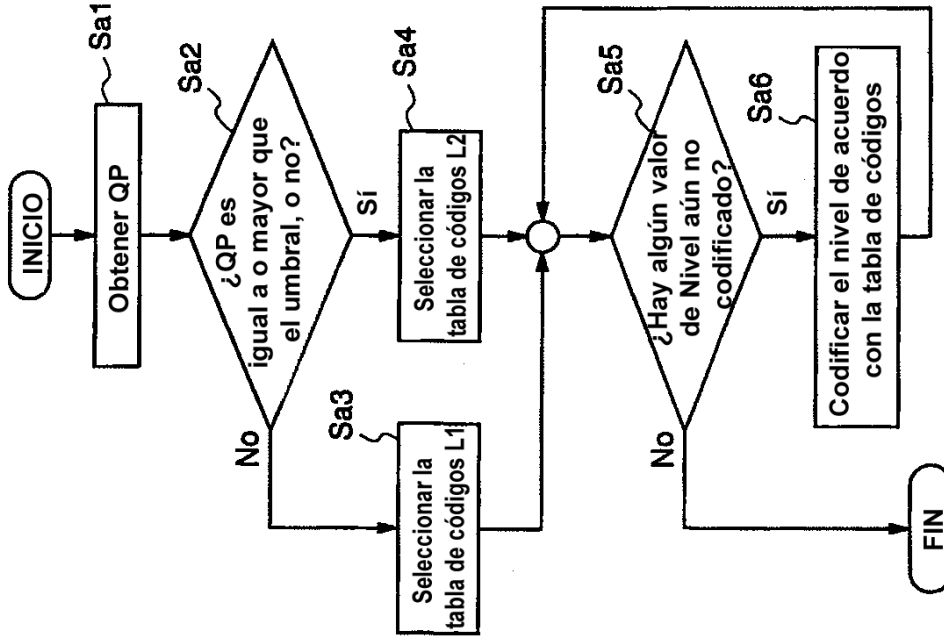 INICIO
Sa1
Obtener QP
Sa2
¿QP es
igual a o mayor que
el umbral, o no?
No
Sí
Sa3
Seleccionar la
tabla de códigos L1
Sa4
Seleccionar la
tabla de códigos L2
Sa5
¿Hay algún valor
de Nivel aún no
codificado?
No
Sí
Sa6
Codificar el nivel de acuerdo
con la tabla de códigos
FIN